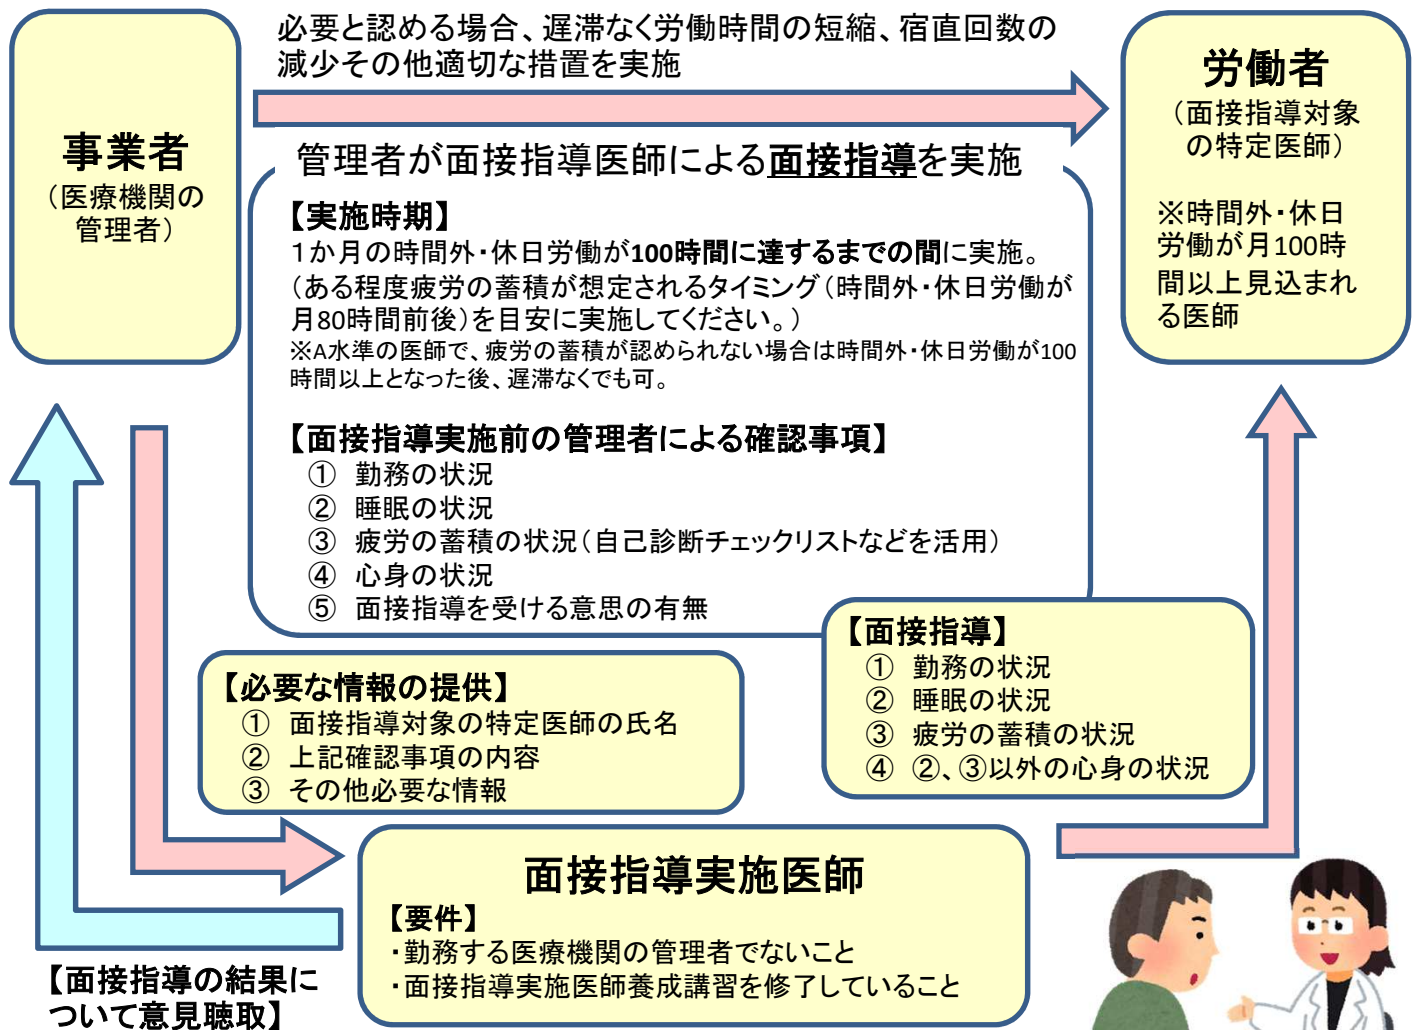 必要と認める場合、遅滞なく労働時間の短縮、宿直回数の
減少その他適切な措置を実施
事業者
（医療機関の
管理者）
労働者
（面接指導対象
の特定医師）
※時間外・休日
労働が月100時
間以上見込まれ
る医師
管理者が面接指導医師による面接指導を実施
【実施時期】
１か月の時間外・休日労働が100時間に達するまでの間に実施。
（ある程度疲労の蓄積が想定されるタイミング（時間外・休日労働が
月80時間前後）を目安に実施してください。）
※A水準の医師で、疲労の蓄積が認められない場合は時間外・休日労働が100
時間以上となった後、遅滞なくでも可。
【面接指導実施前の管理者による確認事項】
① 勤務の状況
② 睡眠の状況
③ 疲労の蓄積の状況（自己診断チェックリストなどを活用）
④ 心身の状況
⑤ 面接指導を受ける意思の有無
【面接指導】
① 勤務の状況
② 睡眠の状況
③ 疲労の蓄積の状況
④ ②、③以外の心身の状況
【必要な情報の提供】
① 面接指導対象の特定医師の氏名
② 上記確認事項の内容
③ その他必要な情報
面接指導実施医師
【要件】
・勤務する医療機関の管理者でないこと
・面接指導実施医師養成講習を修了していること
【面接指導の結果に
ついて意見聴取】